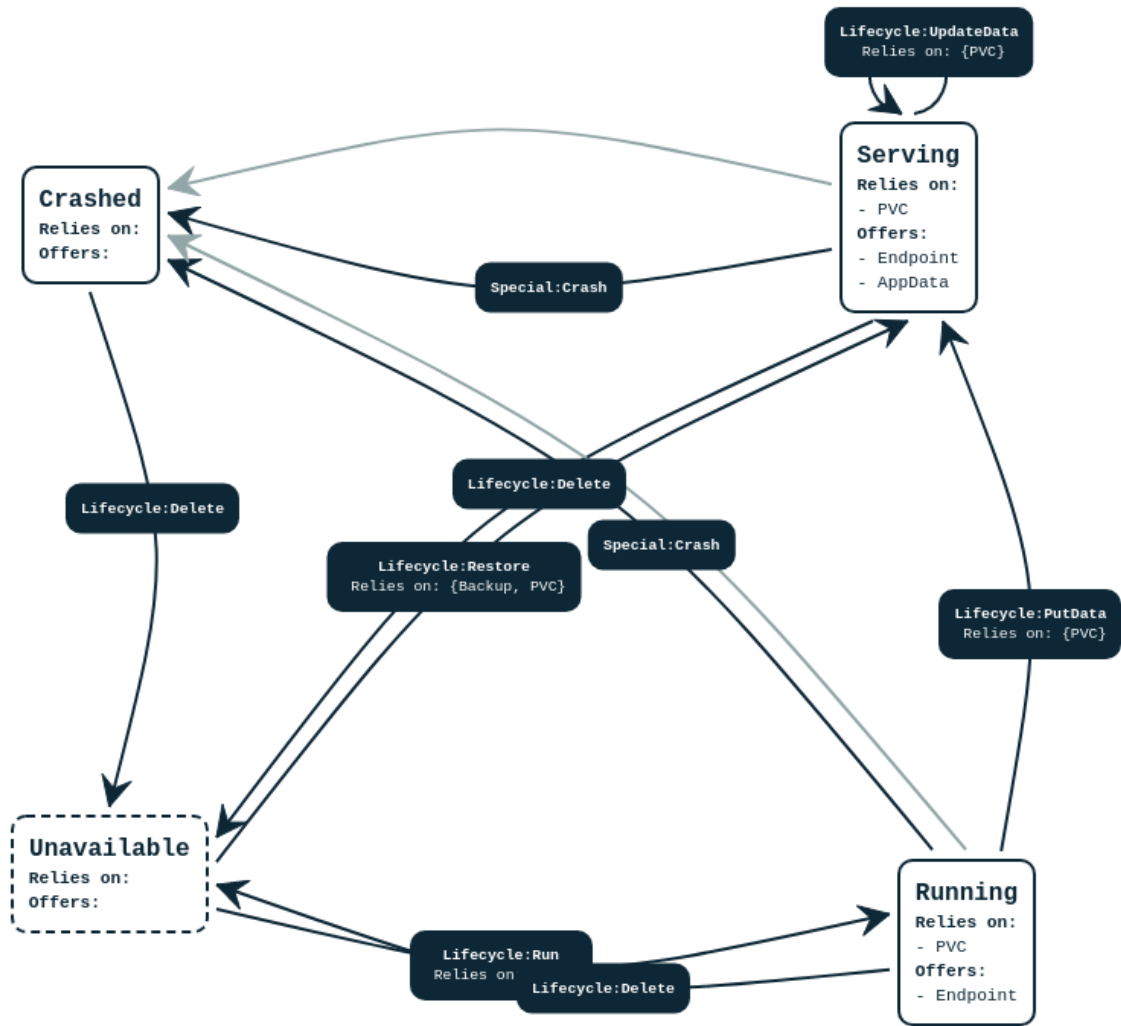 Lifecycle:UpdateData
Relies on: {PVC}
Serving
Relies on:
- PVC
Offers:
- Endpoint
- AppData
Crashed
Relies on:
Offers:
Special:Crash
Lifecycle:Delete
Lifecycle:Delete
Special:Crash
Lifecycle:Restore
Relies on: {Backup, PVC}
Lifecycle:PutData
Relies on: {PVC}
Unavailable
Relies on:
Offers:
Running
Relies on:
- PVC
Offers:
- Endpoint
Lifecycle:Run
Relies on
Lifecycle:Delete